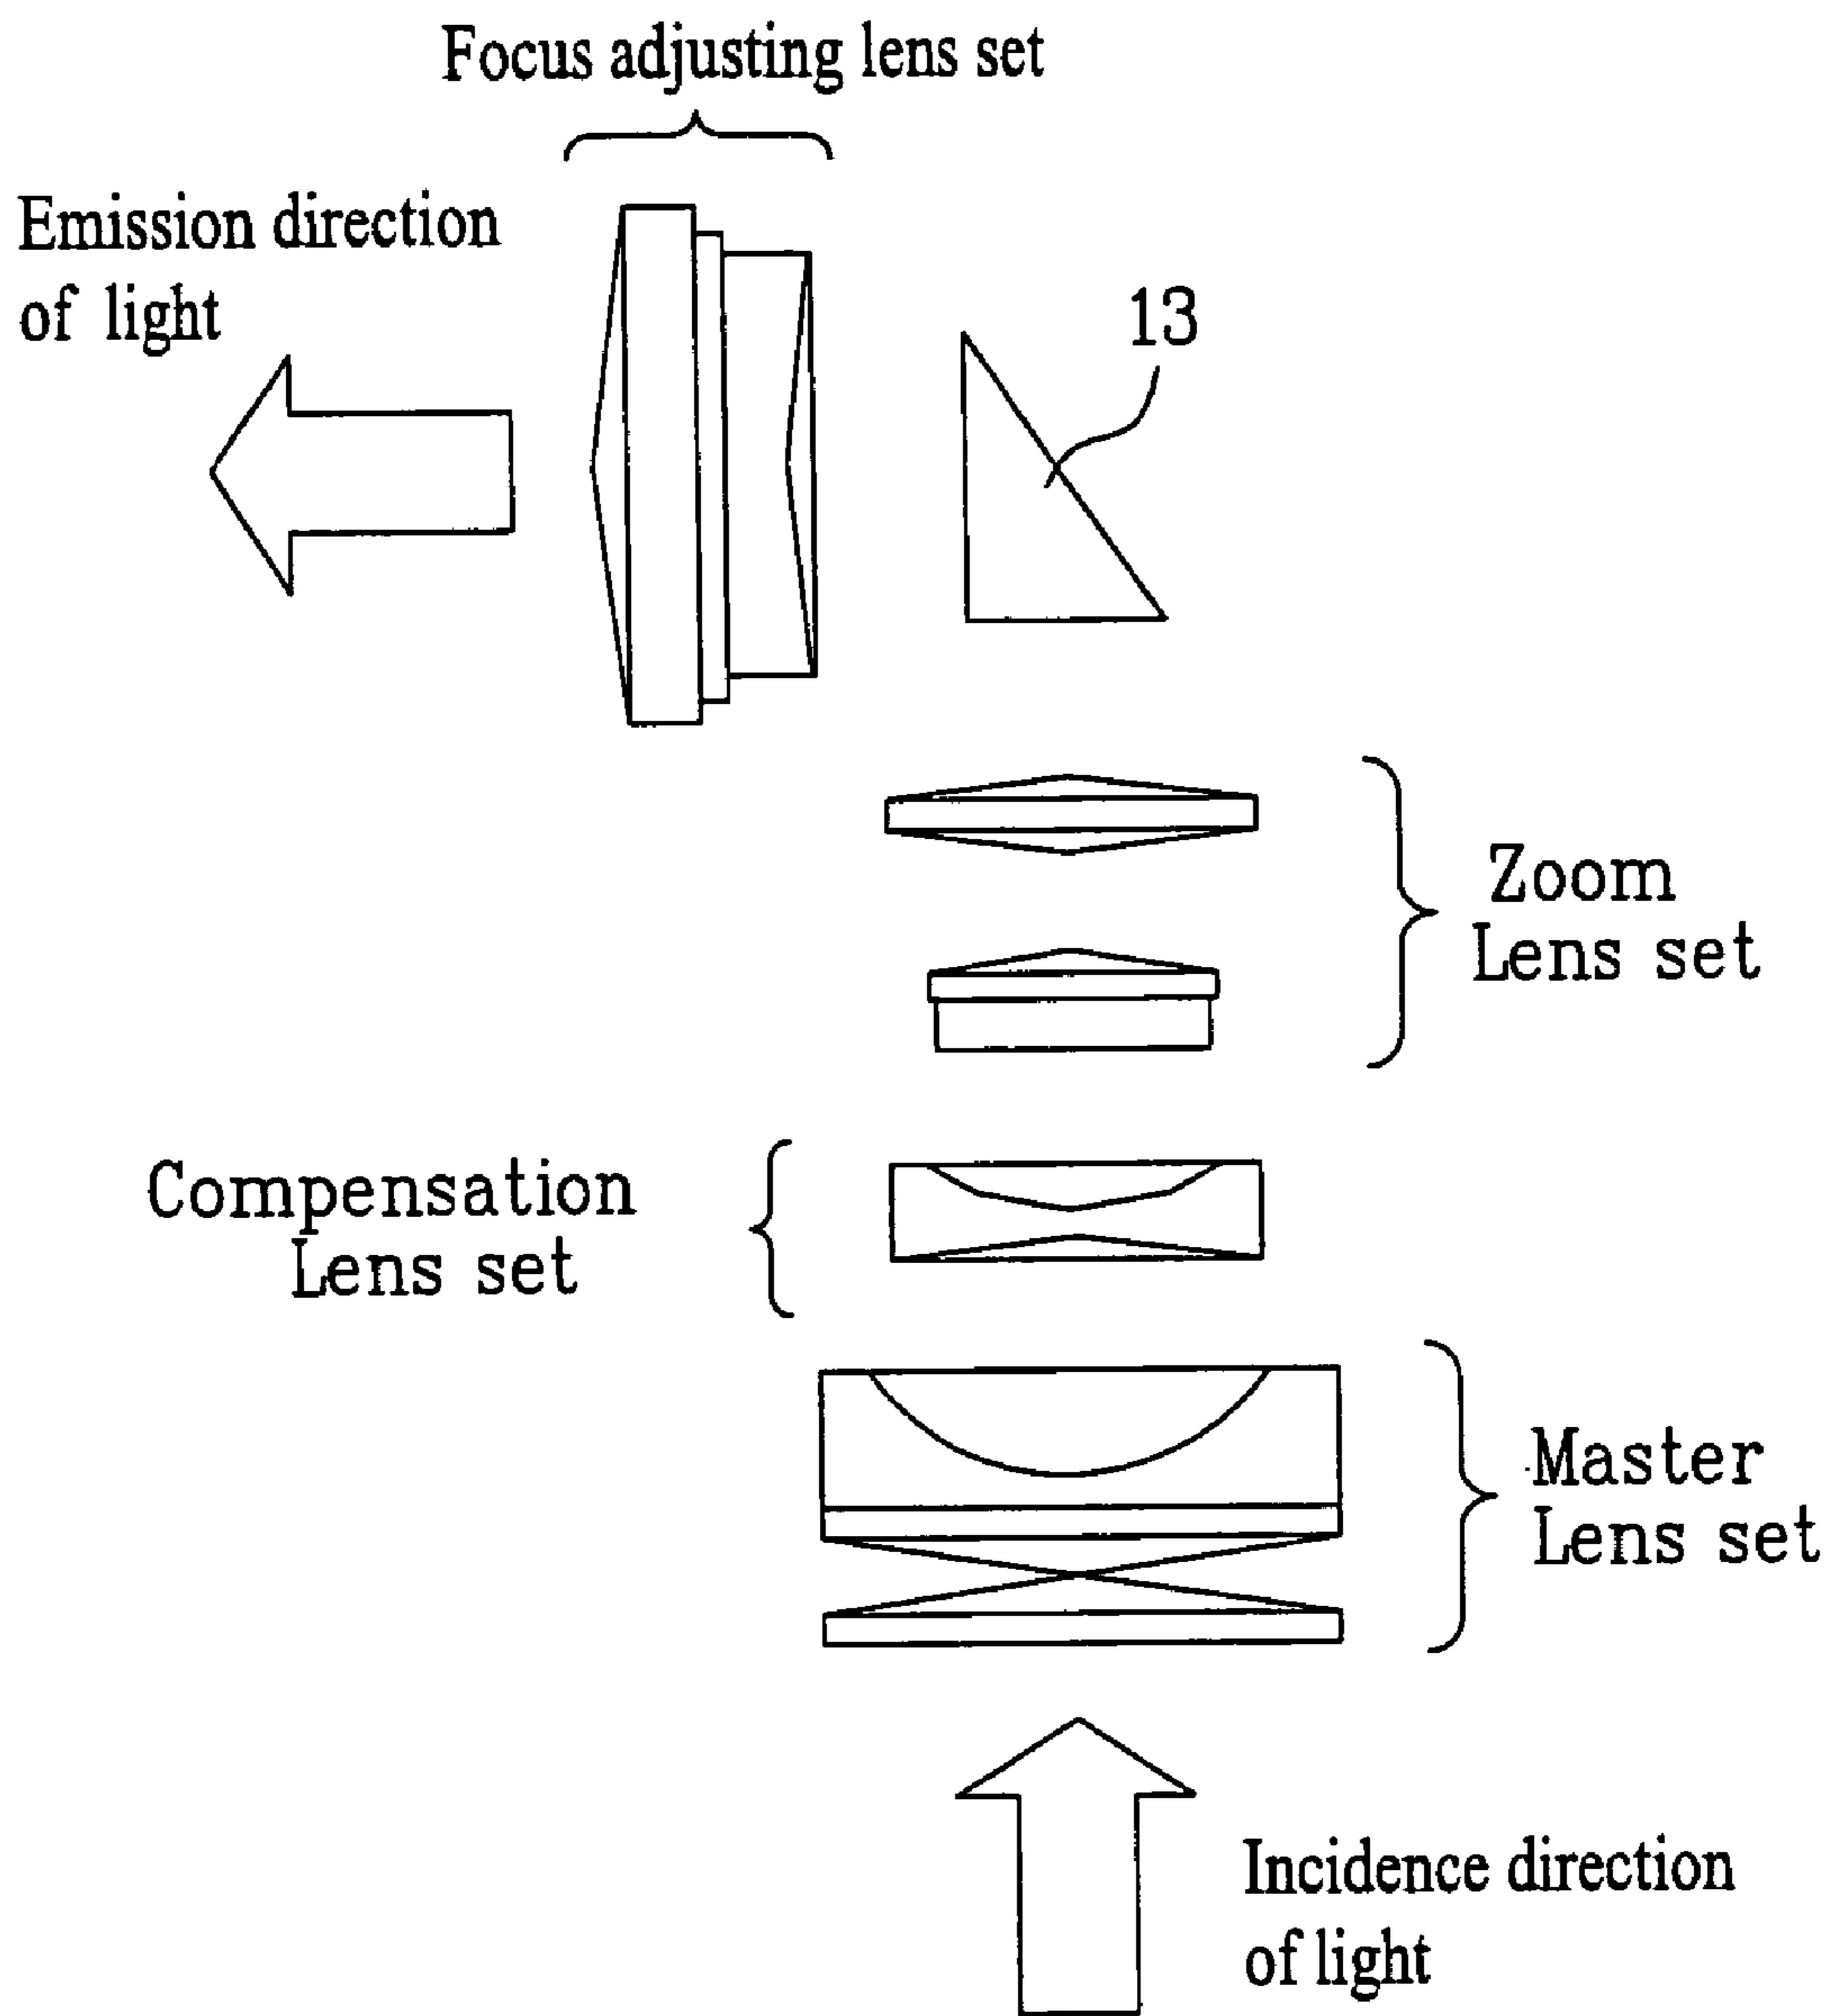 Focus adjusting lens set
Emission direction
of light
13
Zoom
Lens set
Compensation
Lens set
Master
Lens set
Incidence direction
of light